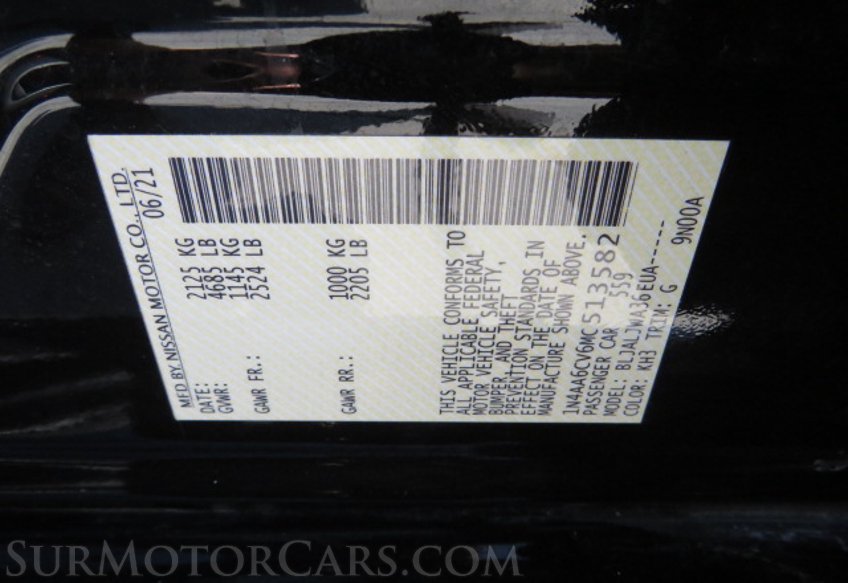 MFD BY NISSAN MOTOR CO., LTD.
DATE: 06/21
GVWR: 2125 KG
4685 LB
GAWR FR.: 1145 KG
2524 LB
GAWR RR.: 1000 KG
2205 LB
THIS VEHICLE CONFORMS TO
ALL APPLICABLE FEDERAL
MOTOR VEHICLE SAFETY,
BUMPER, AND THEFT
PREVENTION STANDARDS IN
EFFECT ON THE DATE OF
MANUFACTURE SHOWN ABOVE.
1N4AA6CV6MC513582
PASSENGER CAR 559
MODEL: BLJALJWA36EUA------
COLOR: KH3 TRIM: G 9N00A
SurMotorCars.com